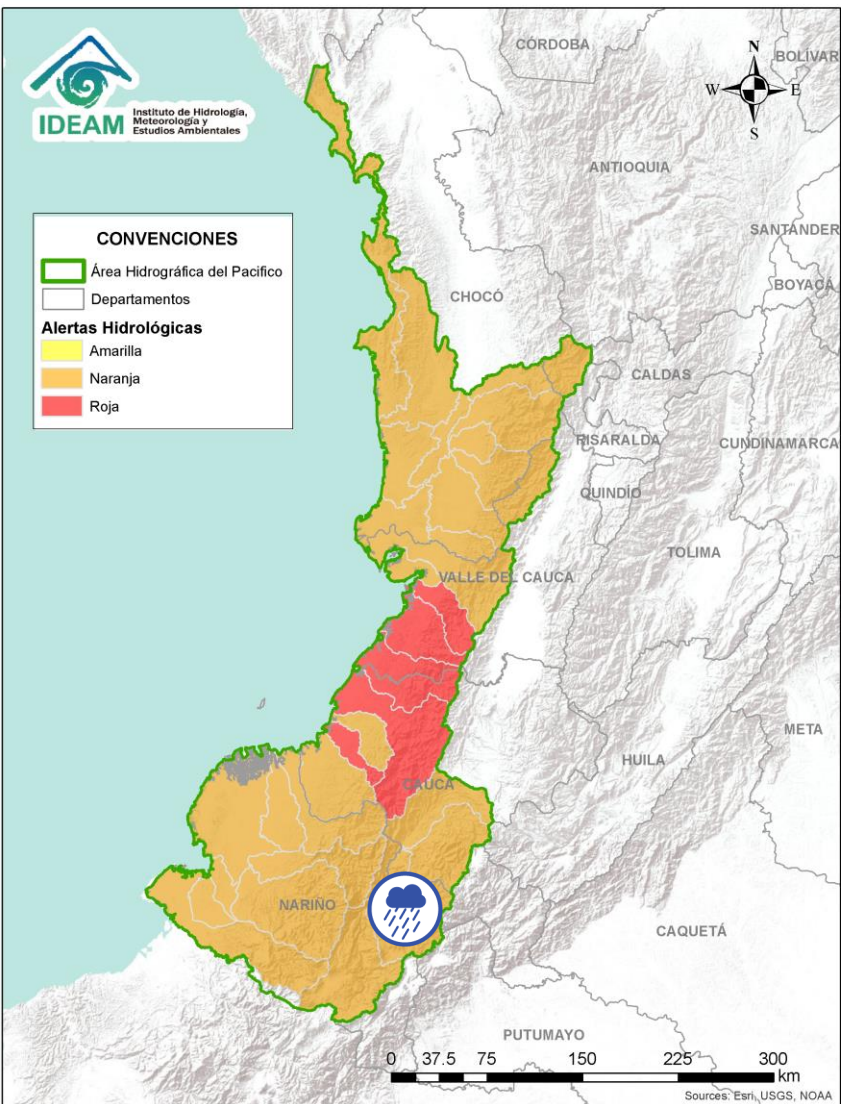 IDEAM
Instituto de Hidrología,
Meteorología y
Estudios Ambientales
N
W
E
S
CÓRDOBA
BOLÍVAR
ANTIOQUIA
SANTANDER
BOYACÁ
CHOCÓ
CALDAS
RISARALDA
CUNDINAMARCA
QUINDÍO
TOLIMA
VALLE DEL CAUCA
META
HUILA
CAUCA
NARIÑO
CAQUETÁ
PUTUMAYO
CONVENCIONES
Área Hidrográfica del Pacifico
Departamentos
Alertas Hidrológicas
Amarilla
Naranja
Roja
0 37.5 75 150 225 300
km
Sources: Esri, USGS, NOAA